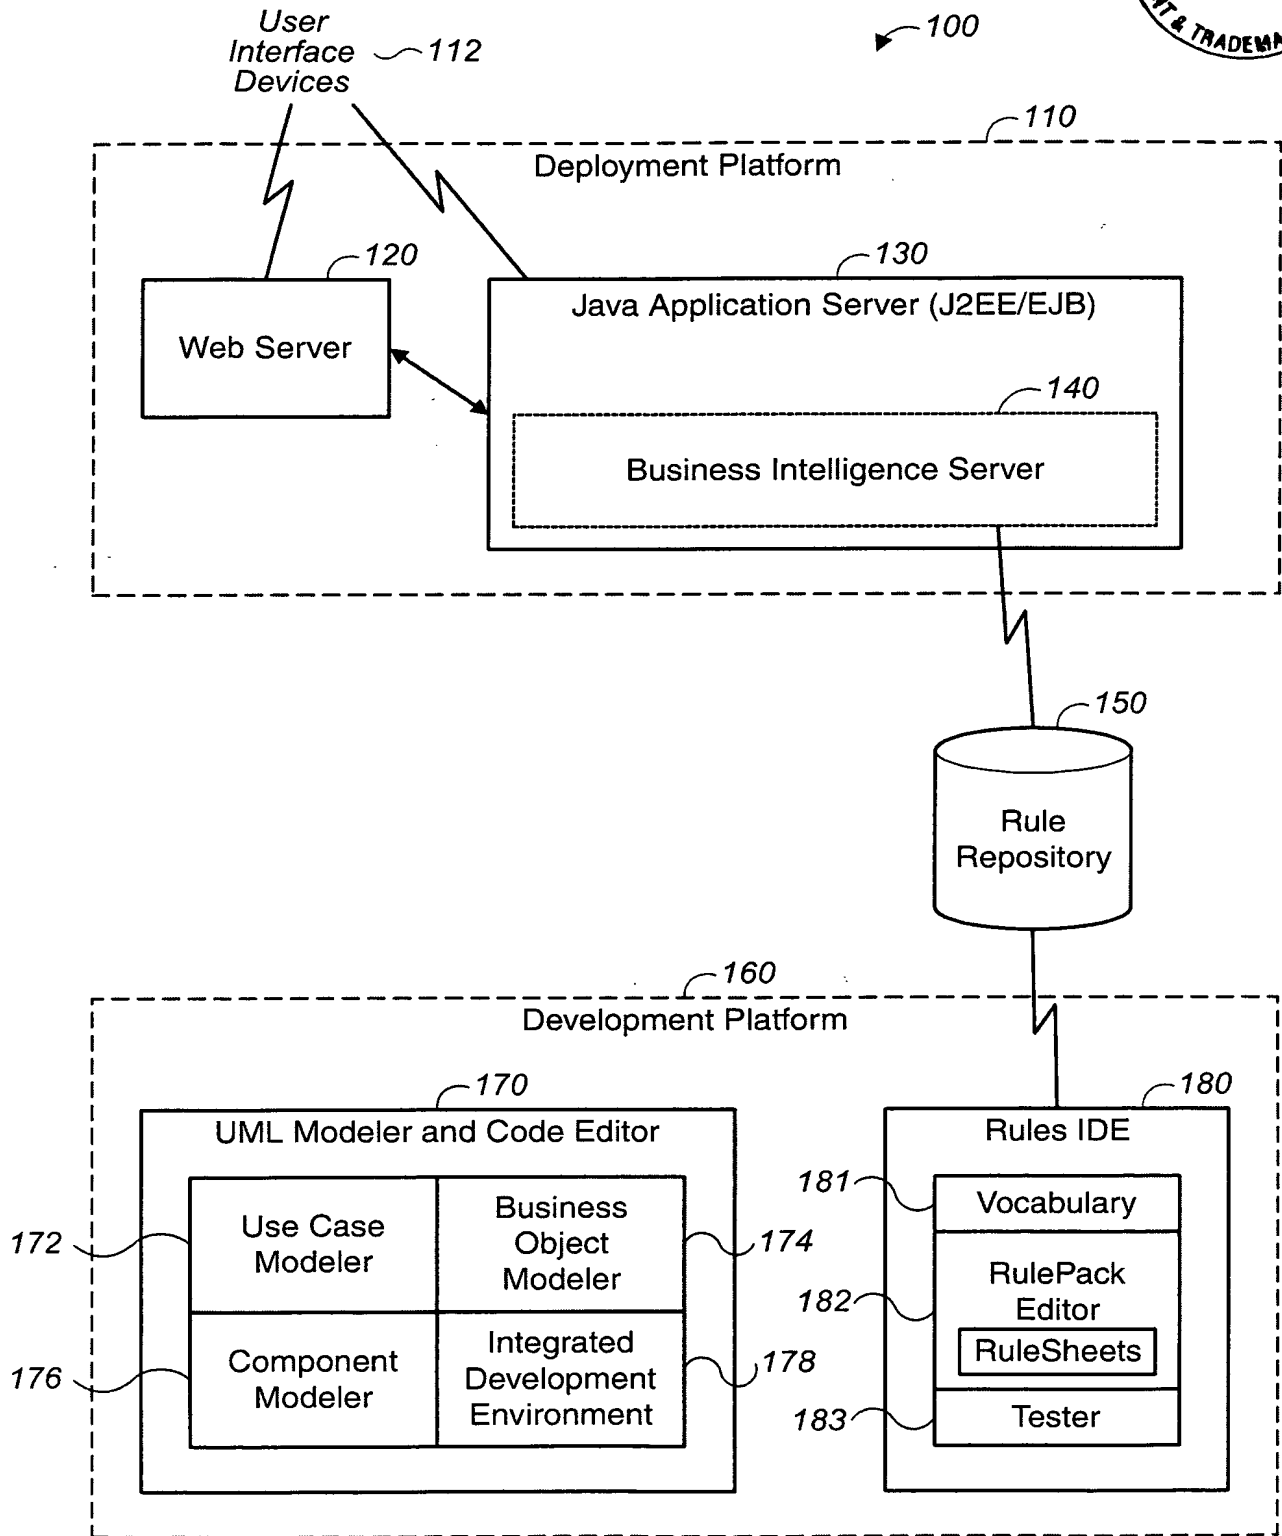 User
Interface
Devices
112
100
& TRADEMA
110
Deployment Platform
120
130
Web Server
Java Application Server (J2EE/EJB)
140
Business Intelligence Server
150
Rule
Repository
160
Development Platform
170
180
UML Modeler and Code Editor
Rules IDE
172
Use Case
Modeler
Business
Object
Modeler
174
176
Component
Modeler
Integrated
Development
Environment
178
181
Vocabulary
182
RulePack
Editor
RuleSheets
183
Tester